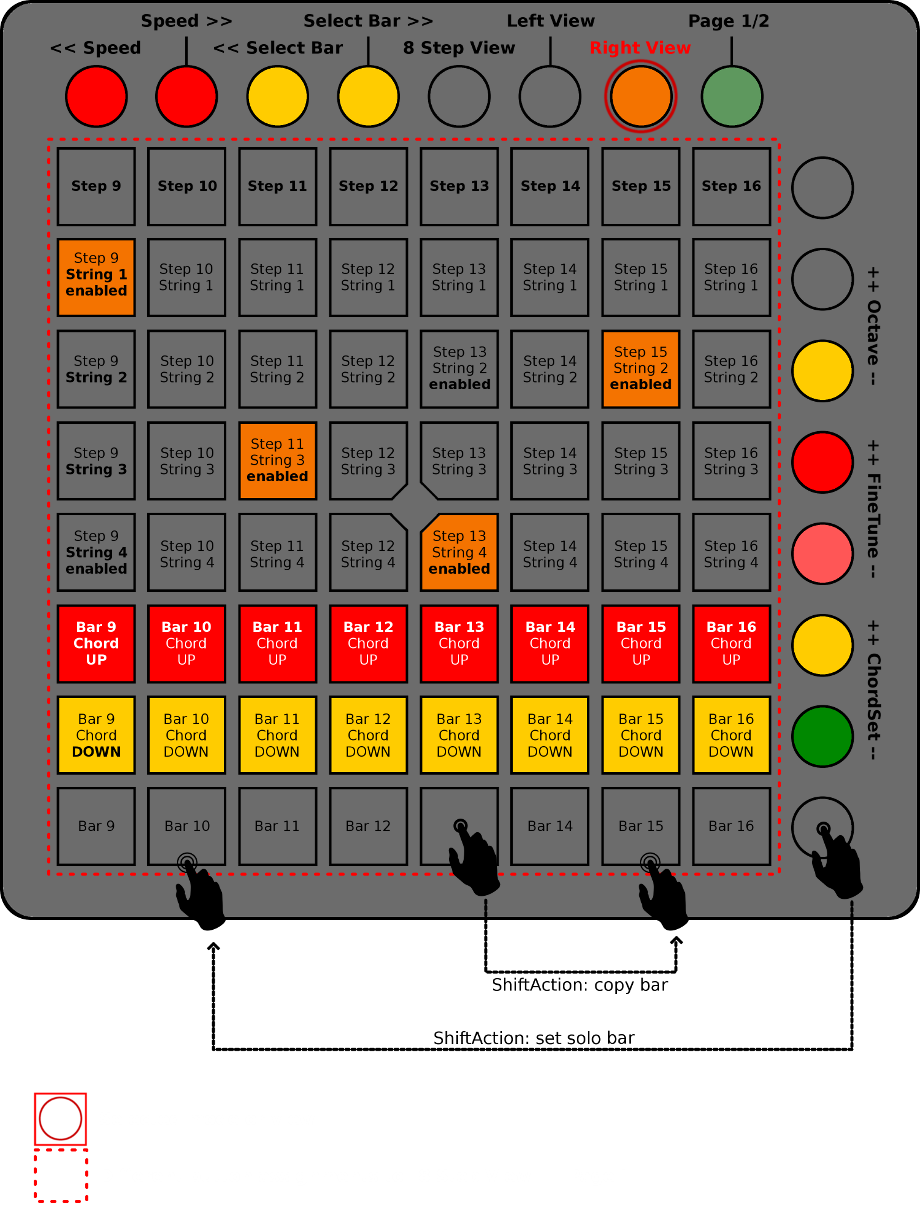 Speed >>
Select Bar >>
Left View
Page 1/2
<< Speed
<< Select Bar
8 Step View
Right View
Step 9
Step 10
Step 11
Step 12
Step 13
Step 14
Step 15
Step 16
Step 9
String 1
enabled
Step 10
String 1
Step 11
String 1
Step 12
String 1
Step 13
String 1
Step 14
String 1
Step 15
String 1
Step 16
String 1
++ Octave --
Step 9
String 2
Step 10
String 2
Step 11
String 2
Step 12
String 2
Step 13
String 2
enabled
Step 14
String 2
Step 15
String 2
enabled
Step 16
String 2
Step 9
String 3
Step 10
String 3
Step 11
String 3
enabled
Step 12
String 3
Step 13
String 3
Step 14
String 3
Step 15
String 3
Step 16
String 3
++ FineTune --
Step 9
String 4
enabled
Step 10
String 4
Step 11
String 4
Step 12
String 4
Step 13
String 4
enabled
Step 14
String 4
Step 15
String 4
Step 16
String 4
Bar 9
Chord
UP
Bar 10
Chord
UP
Bar 11
Chord
UP
Bar 12
Chord
UP
Bar 13
Chord
UP
Bar 14
Chord
UP
Bar 15
Chord
UP
Bar 16
Chord
UP
++ ChordSet --
Bar 9
Chord
DOWN
Bar 10
Chord
DOWN
Bar 11
Chord
DOWN
Bar 12
Chord
DOWN
Bar 13
Chord
DOWN
Bar 14
Chord
DOWN
Bar 15
Chord
DOWN
Bar 16
Chord
DOWN
Bar 9
Bar 10
Bar 11
Bar 12
Bar 14
Bar 15
Bar 16
ShiftAction: copy bar
ShiftAction: set solo bar